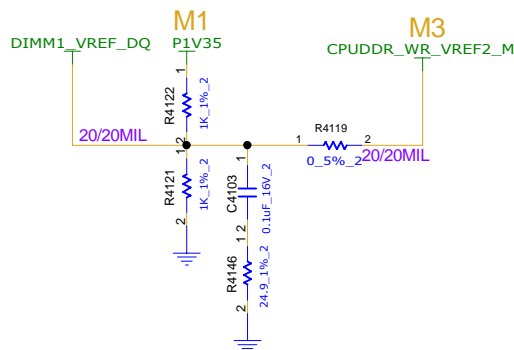 M1
M3
DIMM1_VREF_DQ
P1V35
CPUDDR_WR_VREF2_M
1
R4122
1K_1%_2
2
20/20MIL
1
R4119
2
0_5%_2
20/20MIL
1
R4121
1K_1%_2
2
1
C4103
0.1uF_16V_2
2
1
R4146
24.9_1%_2
2